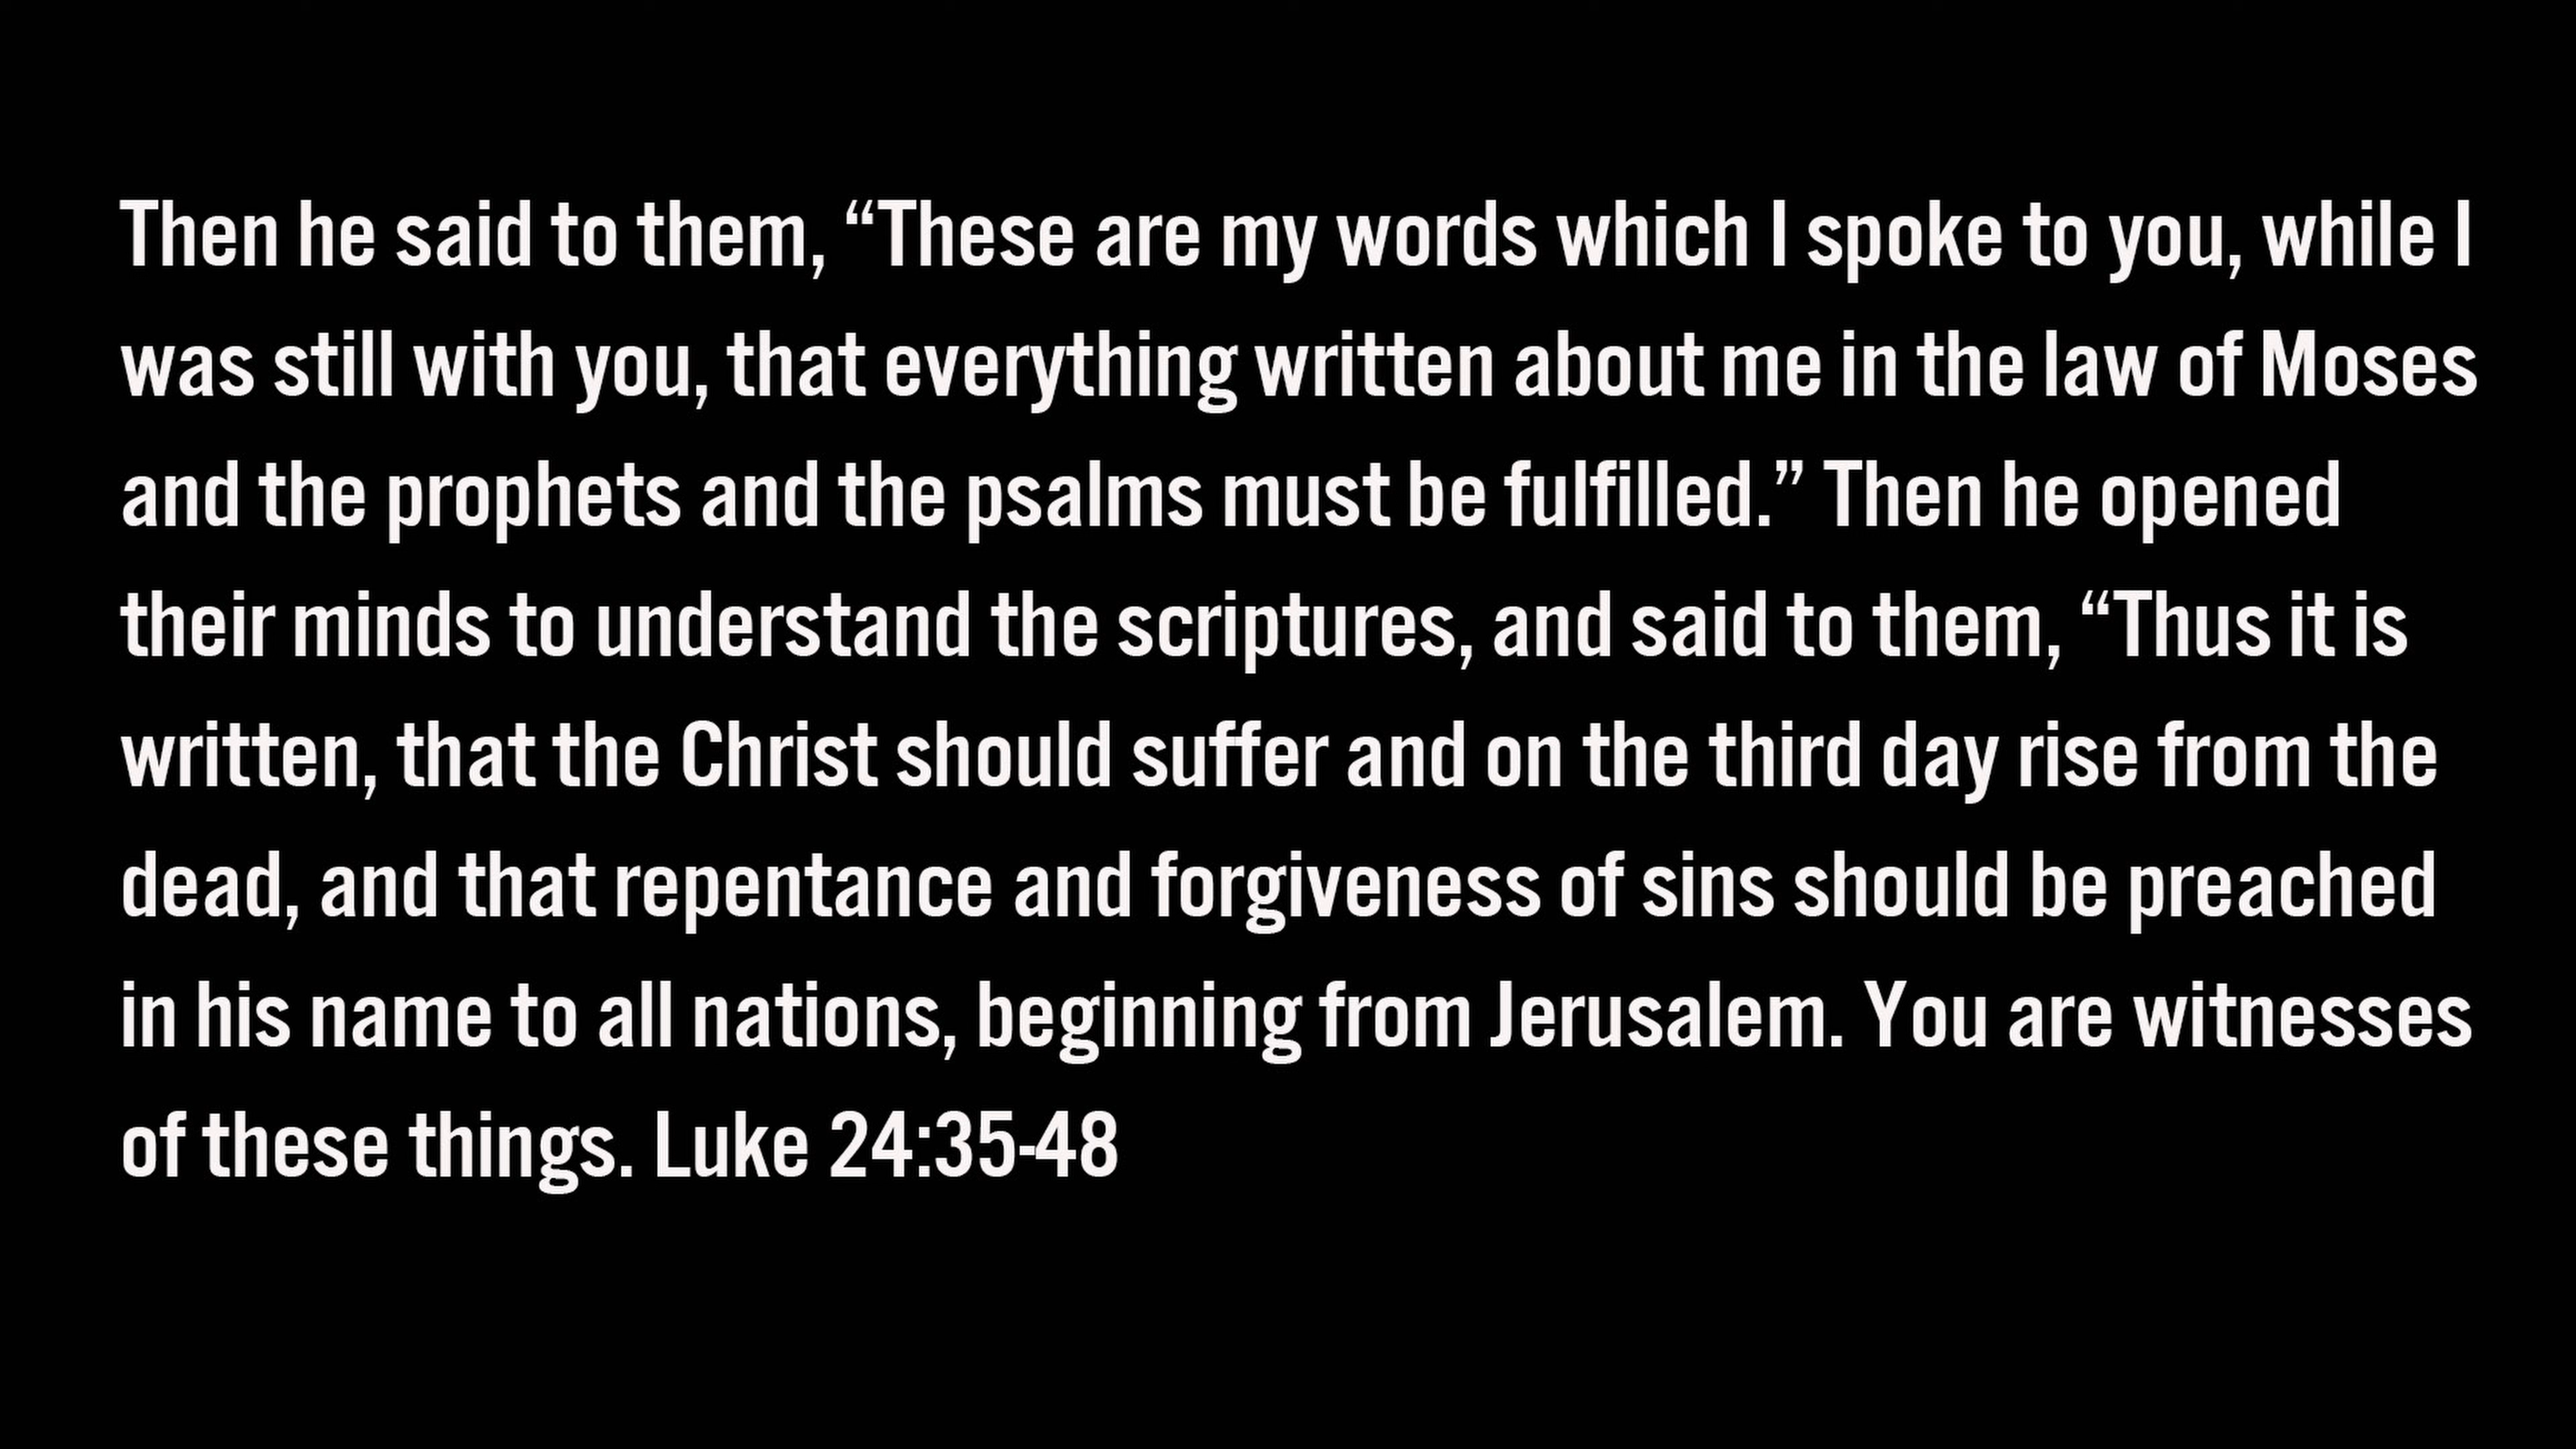 Then he said to them, “These are my words which I spoke to you, while I
was still with you, that everything written about me in the law of Moses
and the prophets and the psalms must be fulfilled.” Then he opened
their minds to understand the scriptures, and said to them, “Thus it is
written, that the Christ should suffer and on the third day rise from the
dead, and that repentance and forgiveness of sins should be preached
in his name to all nations, beginning from Jerusalem. You are witnesses
of these things. Luke 24:35-48